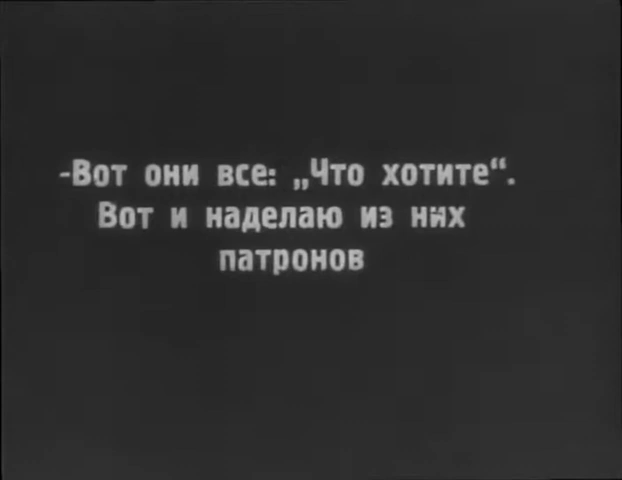 -Вот они все: „Что хотите“.
Вот и наделаю из них
патронов